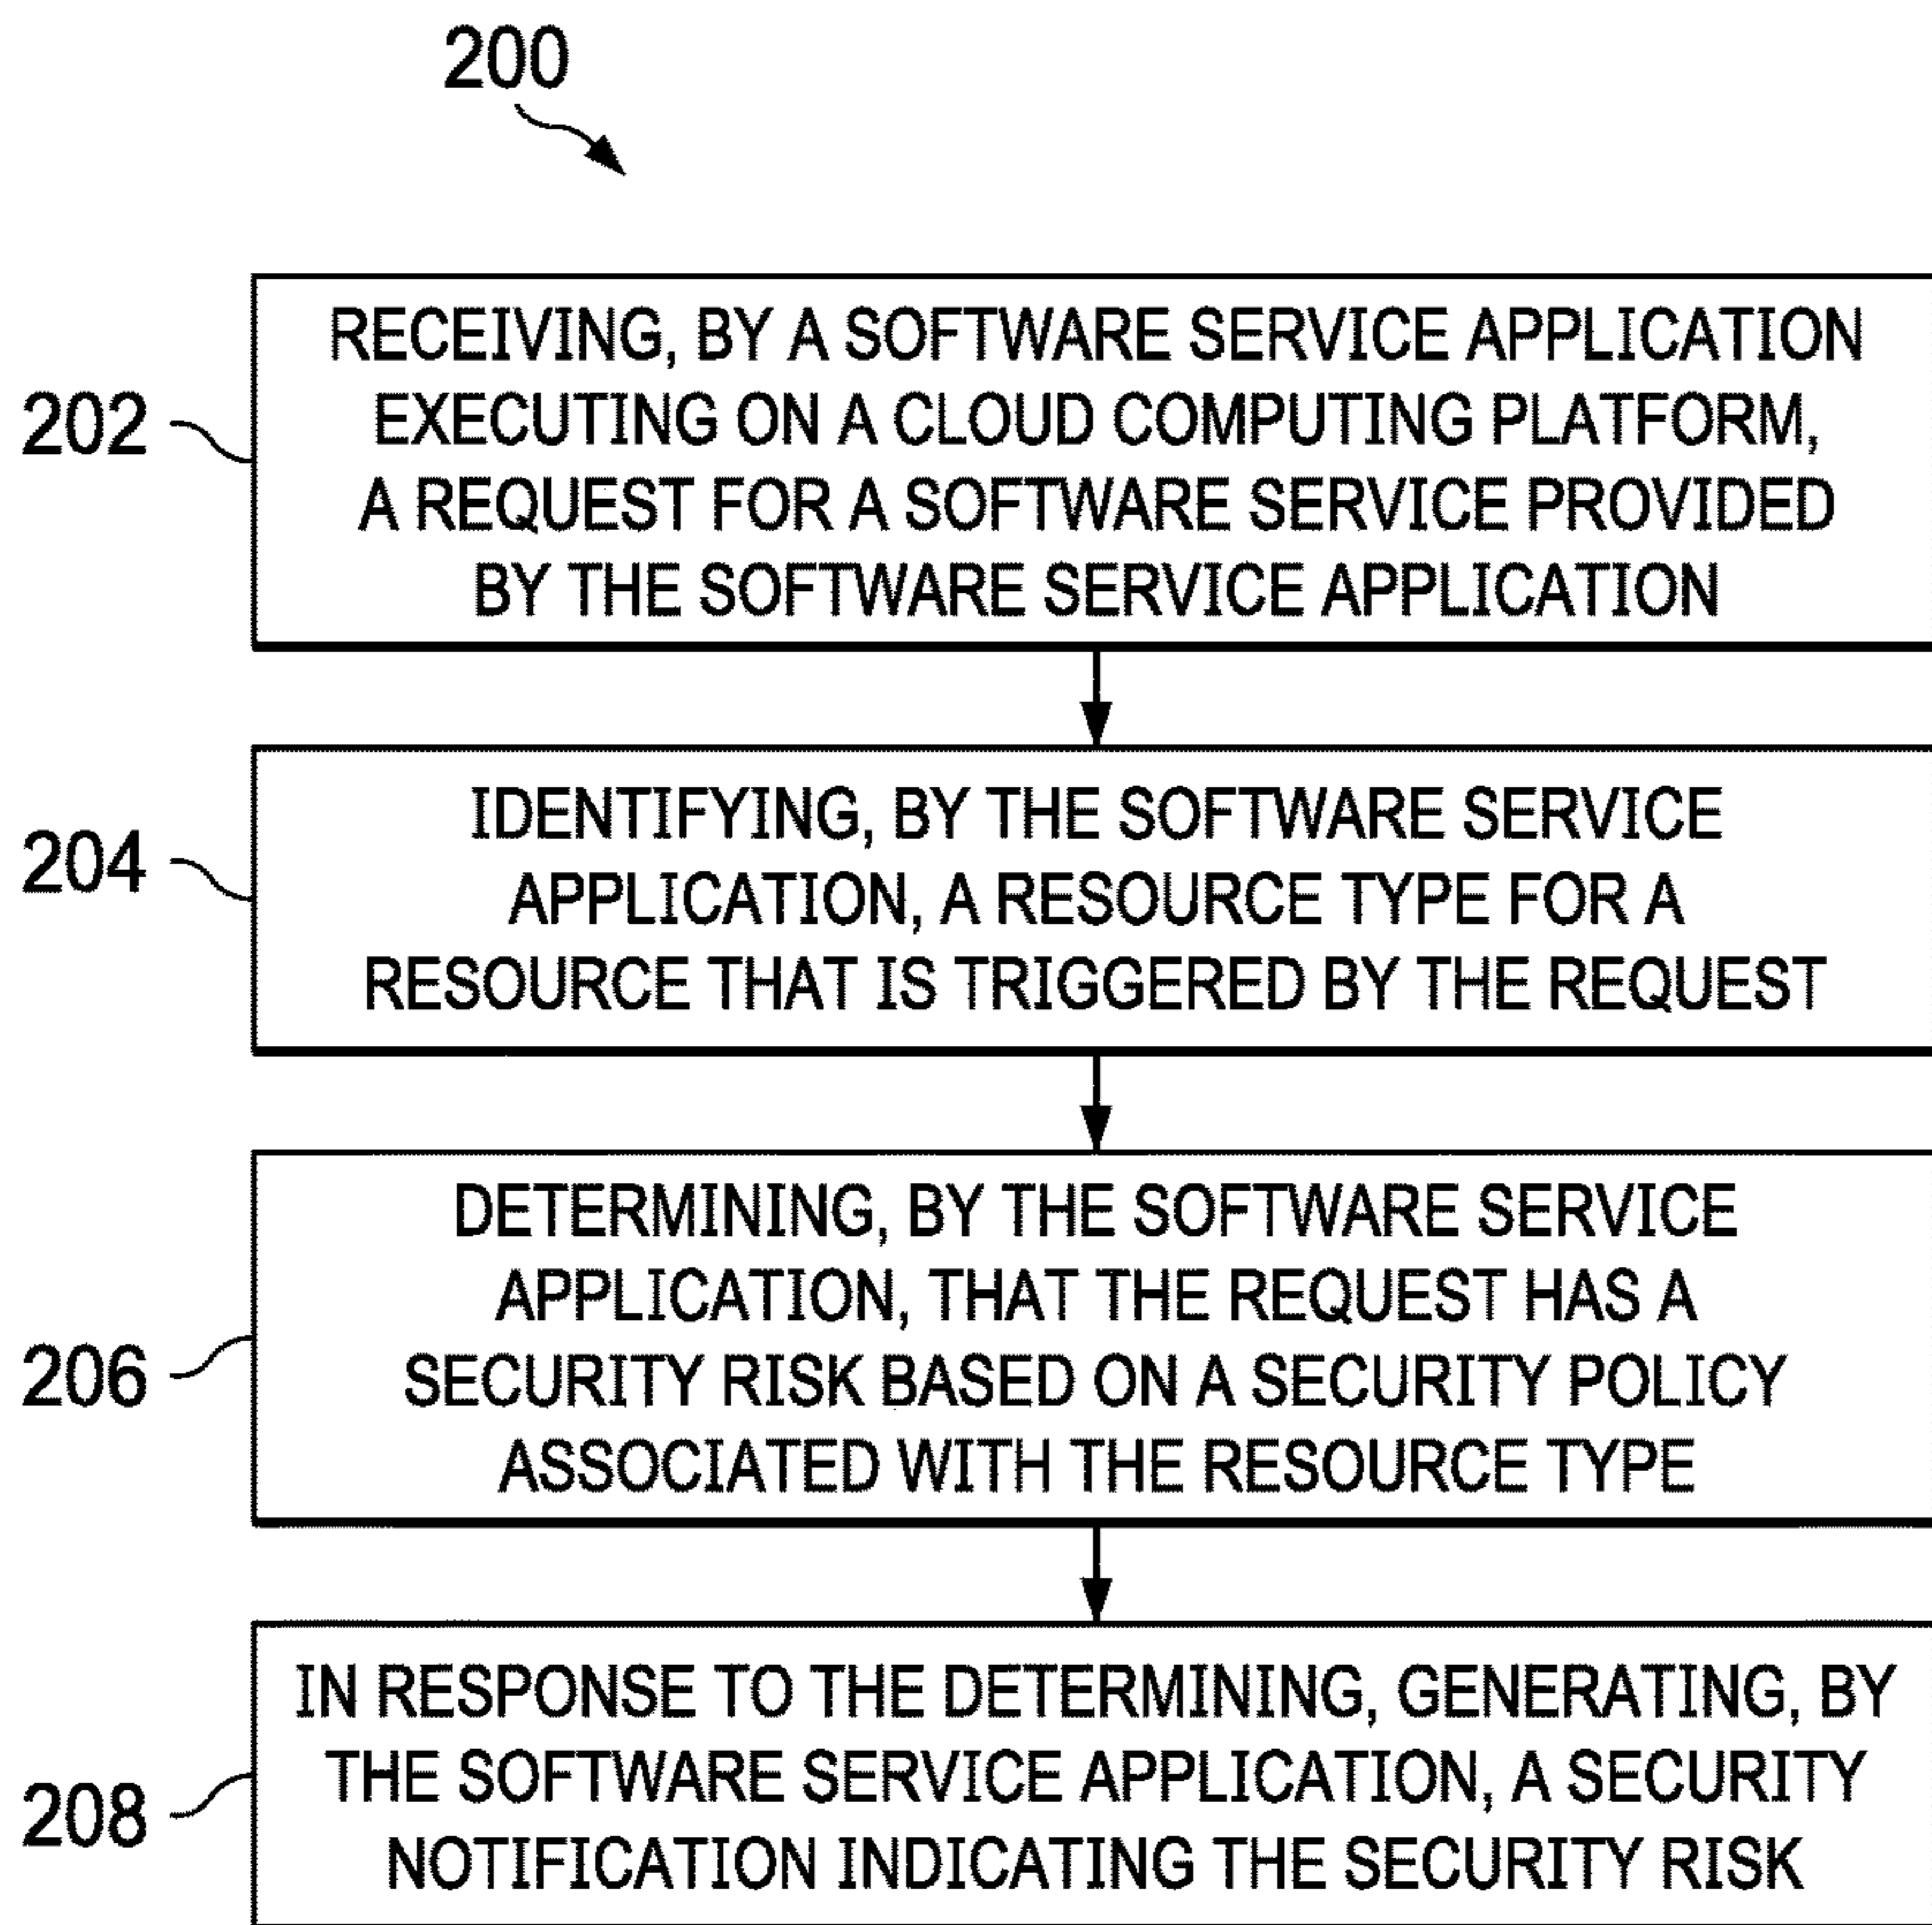 200
202
RECEIVING, BY A SOFTWARE SERVICE APPLICATION
EXECUTING ON A CLOUD COMPUTING PLATFORM,
A REQUEST FOR A SOFTWARE SERVICE PROVIDED
BY THE SOFTWARE SERVICE APPLICATION
204
IDENTIFYING, BY THE SOFTWARE SERVICE
APPLICATION, A RESOURCE TYPE FOR A
RESOURCE THAT IS TRIGGERED BY THE REQUEST
206
DETERMINING, BY THE SOFTWARE SERVICE
APPLICATION, THAT THE REQUEST HAS A
SECURITY RISK BASED ON A SECURITY POLICY
ASSOCIATED WITH THE RESOURCE TYPE
208
IN RESPONSE TO THE DETERMINING, GENERATING, BY
THE SOFTWARE SERVICE APPLICATION, A SECURITY
NOTIFICATION INDICATING THE SECURITY RISK